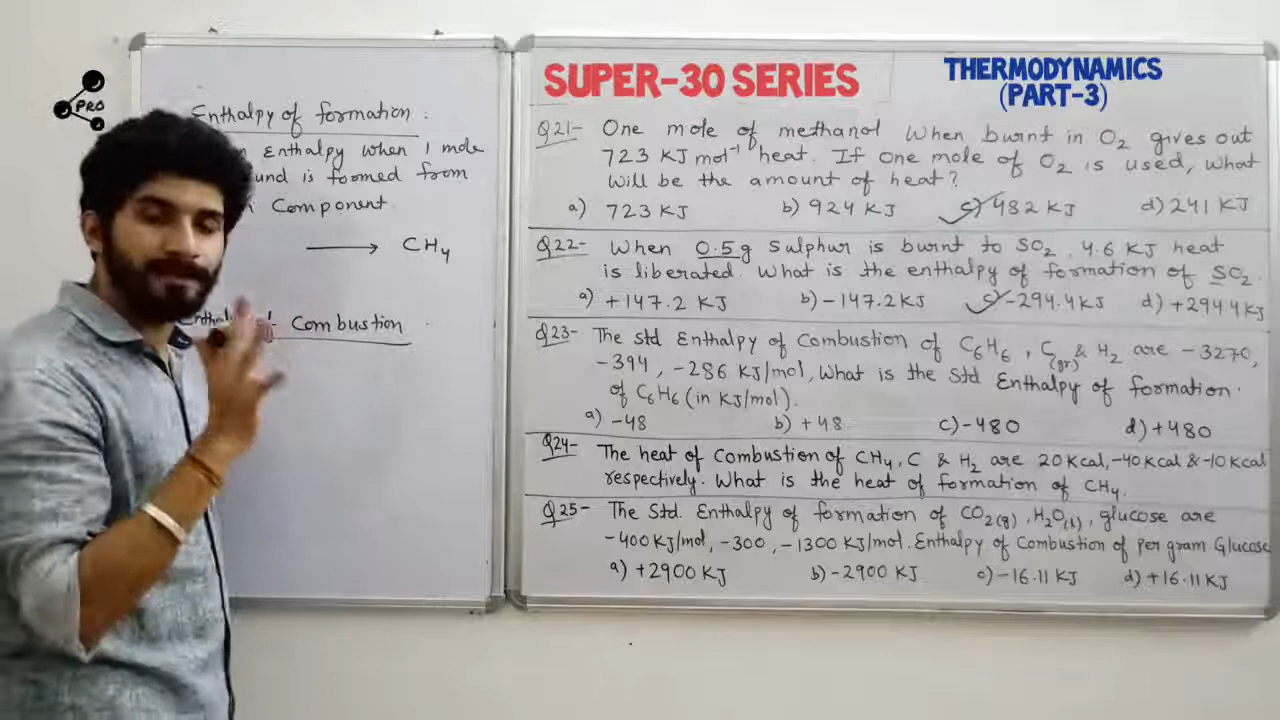 PRO
Enthalpy of formation :
Enthalpy when 1 mole
und is formed from
Component.
→ CH₄
Enthal of Combustion
SUPER-30 SERIES
THERMODYNAMICS
(PART-3)
Q21- One mole of methanol when burnt in O₂ gives out
723 KJ mol⁻¹ heat. If one mole of O₂ is used, what
will be the amount of heat?
a) 723 KJ b) 924 KJ c) 482 KJ d) 241 KJ
Q22- When 0.5g Sulphur is burnt to SO₂, 4.6 KJ heat
is liberated. What is the enthalpy of formation of SO₂.
a) +147.2 KJ b) -147.2 KJ c) -294.4 KJ d) +294.4 KJ
Q23- The std Enthalpy of Combustion of C₆H₆, C(gr) & H₂ are -3270,
-394, -286 KJ/mol, What is the Std Enthalpy of formation.
of C₆H₆ (in KJ/mol).
a) -48 b) +48 c) -480 d) +480
Q24- The heat of Combustion of CH₄, C & H₂ are 20 Kcal, -40 Kcal & -10 Kcal
respectively. What is the heat of formation of CH₄.
Q25- The Std. Enthalpy of formation of CO₂(g), H₂O(l), glucose are
-400 KJ/mol, -300, -1300 KJ/mol. Enthalpy of Combustion of per gram Glucose
a) +2900 KJ b) -2900 KJ c) -16.11 KJ d) +16.11 KJ